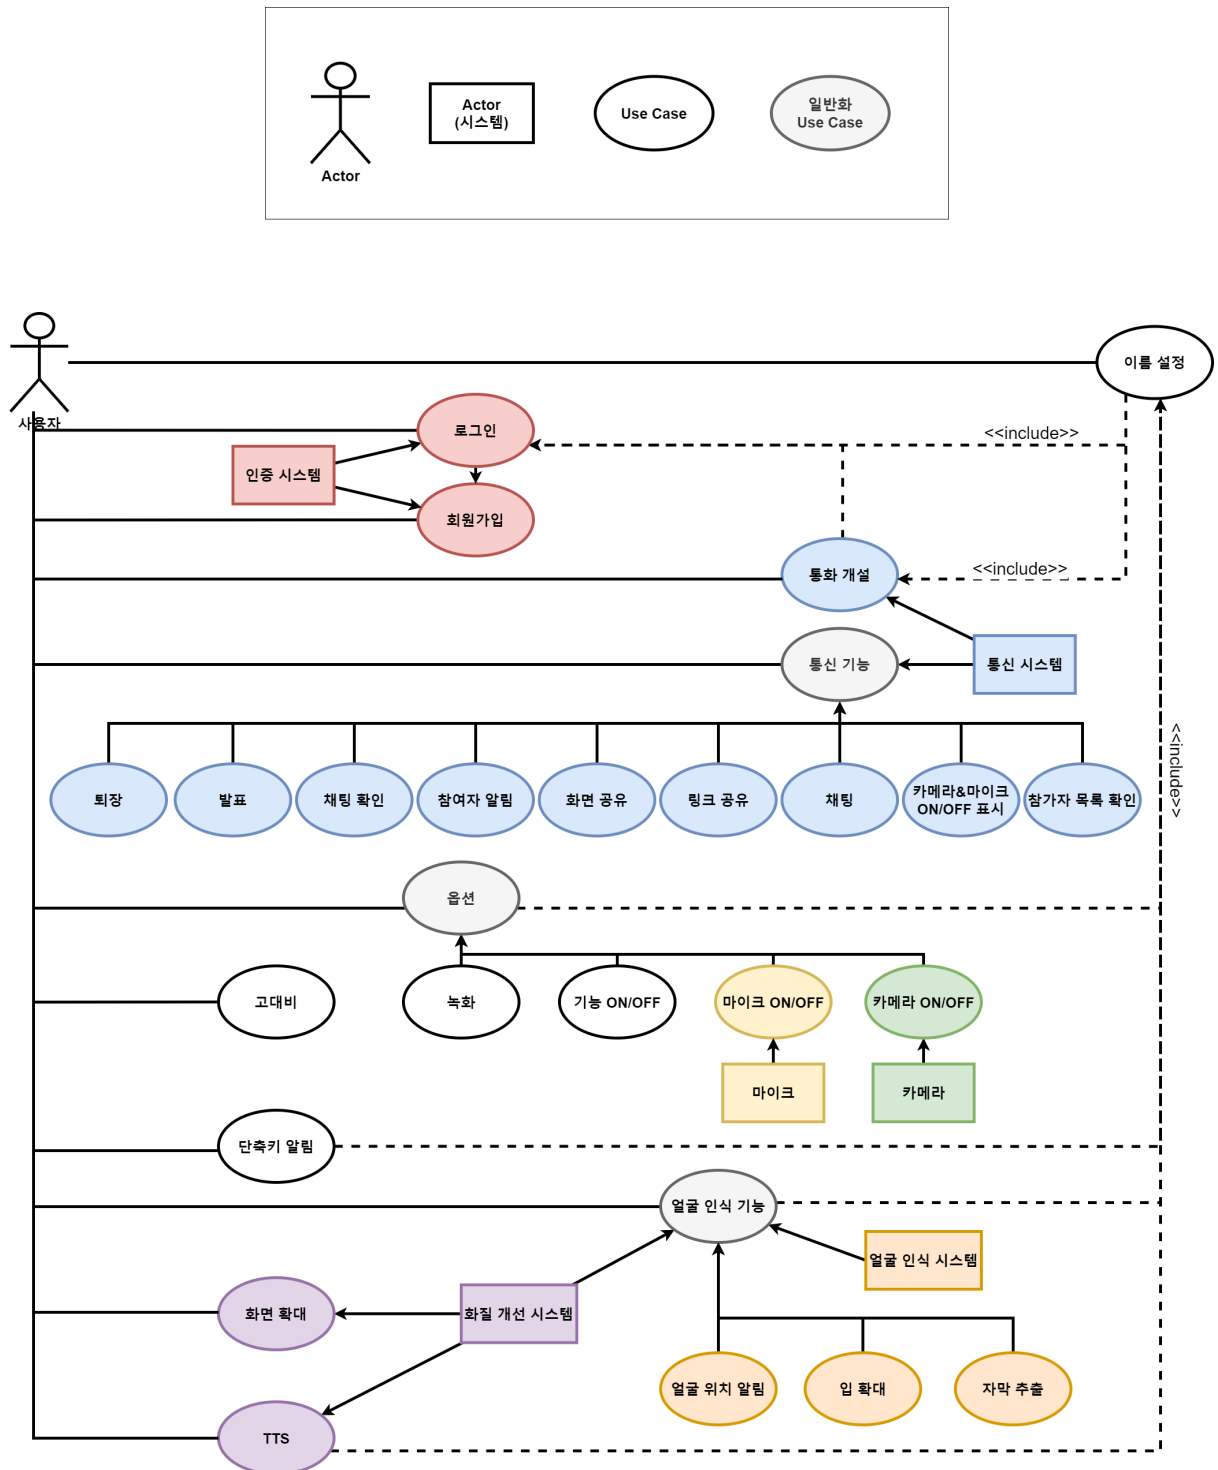 Actor
Actor
(시스템)
Use Case
일반화
Use Case
사용자
이름 설정
로그인
<<include>>
인증 시스템
회원가입
통화 개설
<<include>>
통신 기능
통신 시스템
<<include>>
퇴장
발표
채팅 확인
참여자 알림
화면 공유
링크 공유
채팅
카메라&마이크
ON/OFF 표시
참가자 목록 확인
옵션
고대비
녹화
기능 ON/OFF
마이크 ON/OFF
카메라 ON/OFF
마이크
카메라
단축키 알림
얼굴 인식 기능
얼굴 인식 시스템
화면 확대
화질 개선 시스템
얼굴 위치 알림
입 확대
자막 추출
TTS